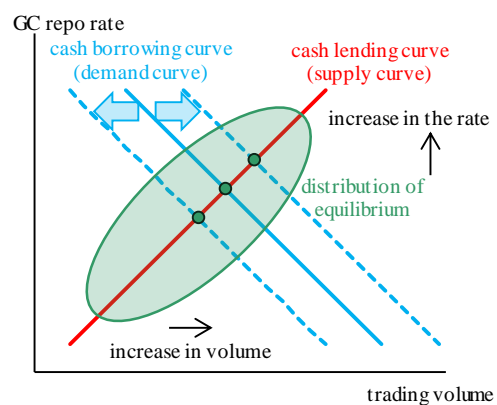 GC repo rate
cash borrowing curve
(demand curve)
cash lending curve
(supply curve)
increase in the rate
distribution of
equilibrium
increase in volume
trading volume